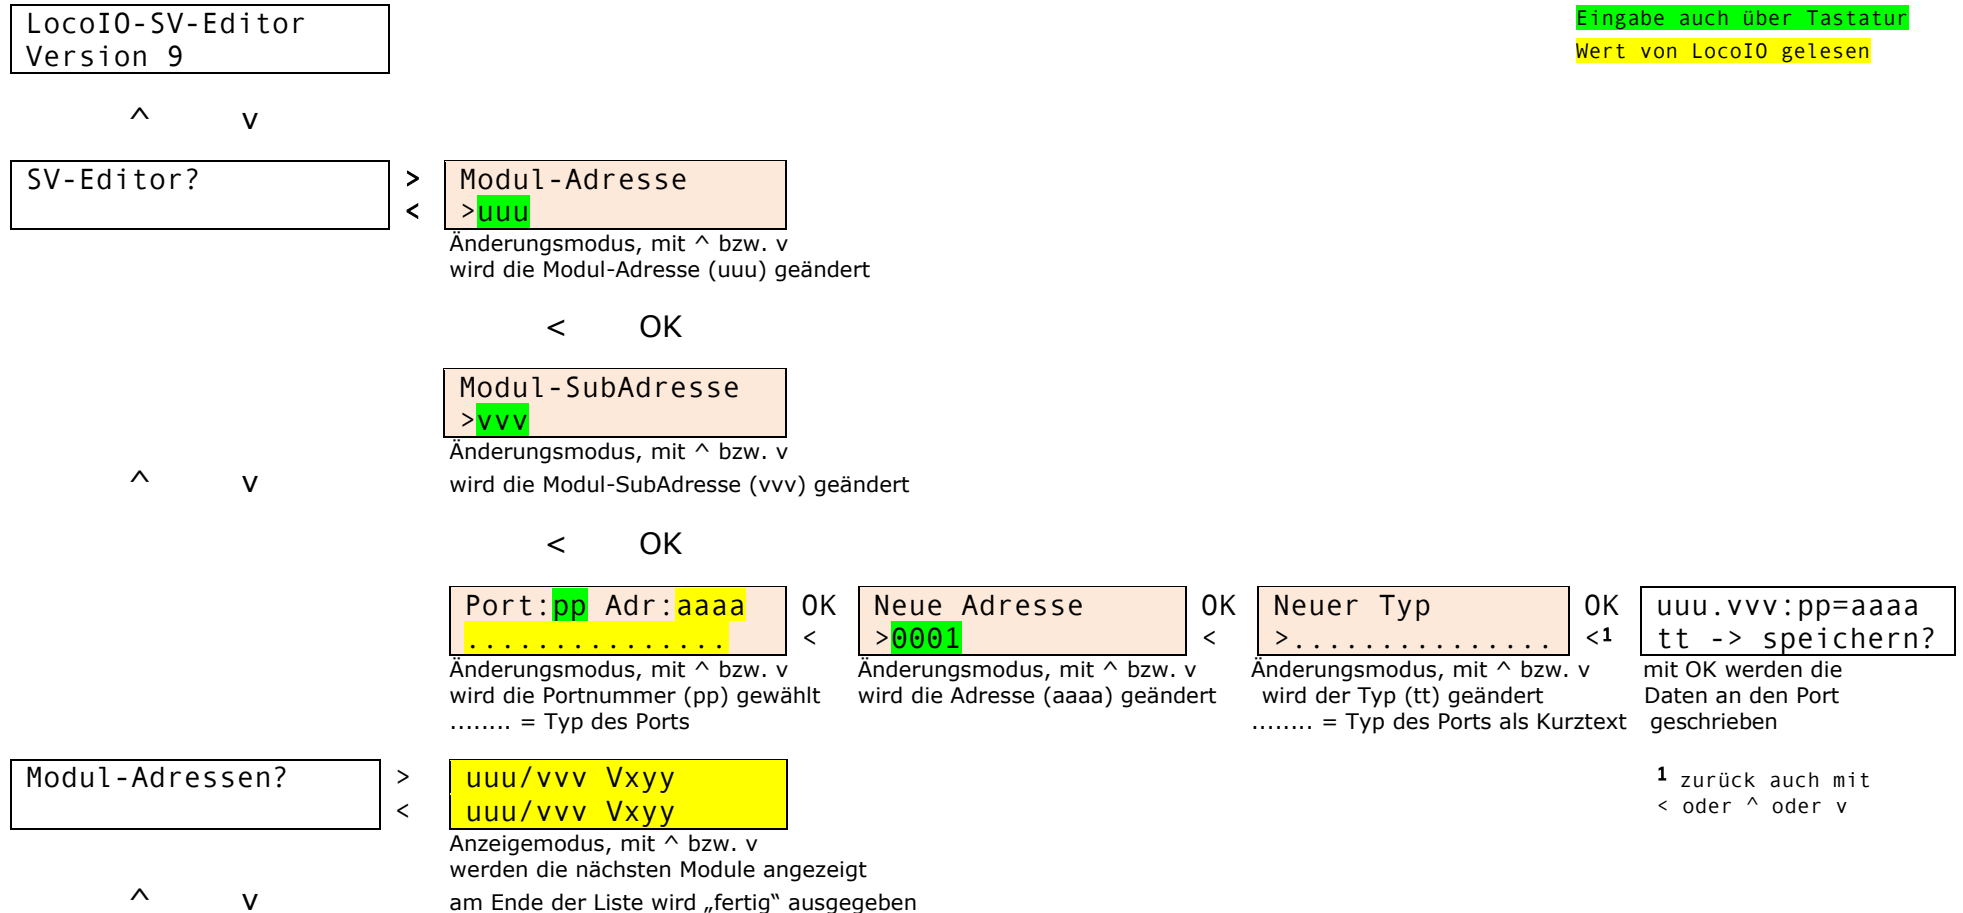 LocoIO-SV-Editor
Version 9
Eingabe auch über Tastatur
Wert von LocoIO gelesen
^ v
SV-Editor?
>
<
Modul-Adresse
>uuu
Änderungsmodus, mit ^ bzw. v
wird die Modul-Adresse (uuu) geändert
< OK
Modul-SubAdresse
>vvv
Änderungsmodus, mit ^ bzw. v
wird die Modul-SubAdresse (vvv) geändert
^ v
< OK
Port:pp Adr:aaaa
...............
Änderungsmodus, mit ^ bzw. v
wird die Portnummer (pp) gewählt
........ = Typ des Ports
OK
<
Neue Adresse
>0001
Änderungsmodus, mit ^ bzw. v
wird die Adresse (aaaa) geändert
OK
<
Neuer Typ
>...............
Änderungsmodus, mit ^ bzw. v
wird der Typ (tt) geändert
........ = Typ des Ports als Kurztext
OK
<1
uuu.vvv:pp=aaaa
tt -> speichern?
mit OK werden die
Daten an den Port
geschrieben
Modul-Adressen?
>
<
uuu/vvv Vxyy
uuu/vvv Vxyy
Anzeigemodus, mit ^ bzw. v
werden die nächsten Module angezeigt
am Ende der Liste wird „fertig“ ausgegeben
1 zurück auch mit
< oder ^ oder v
^ v